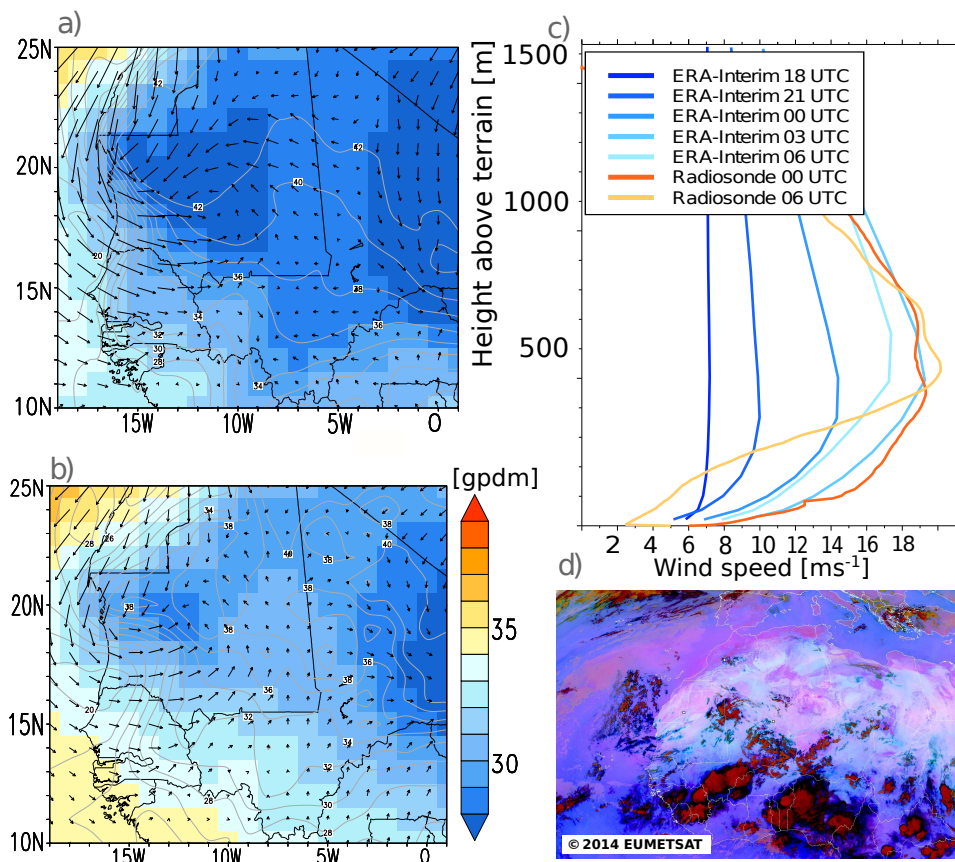 a)
25N
20N
15N
10N
15W
10W
5W
0
42
42
40
42
20
36
38
34
36
32
30
28
34
b)
[gpdm]
25N
20N
15N
10N
15W
10W
5W
0
35
30
34
38
38
28
26
40
40
38
38
38
36
36
38
20
32
34
32
28
30
28
c)
Height above terrain [m]
1500
1000
500
ERA-Interim 18 UTC
ERA-Interim 21 UTC
ERA-Interim 00 UTC
ERA-Interim 03 UTC
ERA-Interim 06 UTC
Radiosonde 00 UTC
Radiosonde 06 UTC
2 4 6 8 10 12 14 16 18
Wind speed [ms⁻¹]
d)
© 2014 EUMETSAT